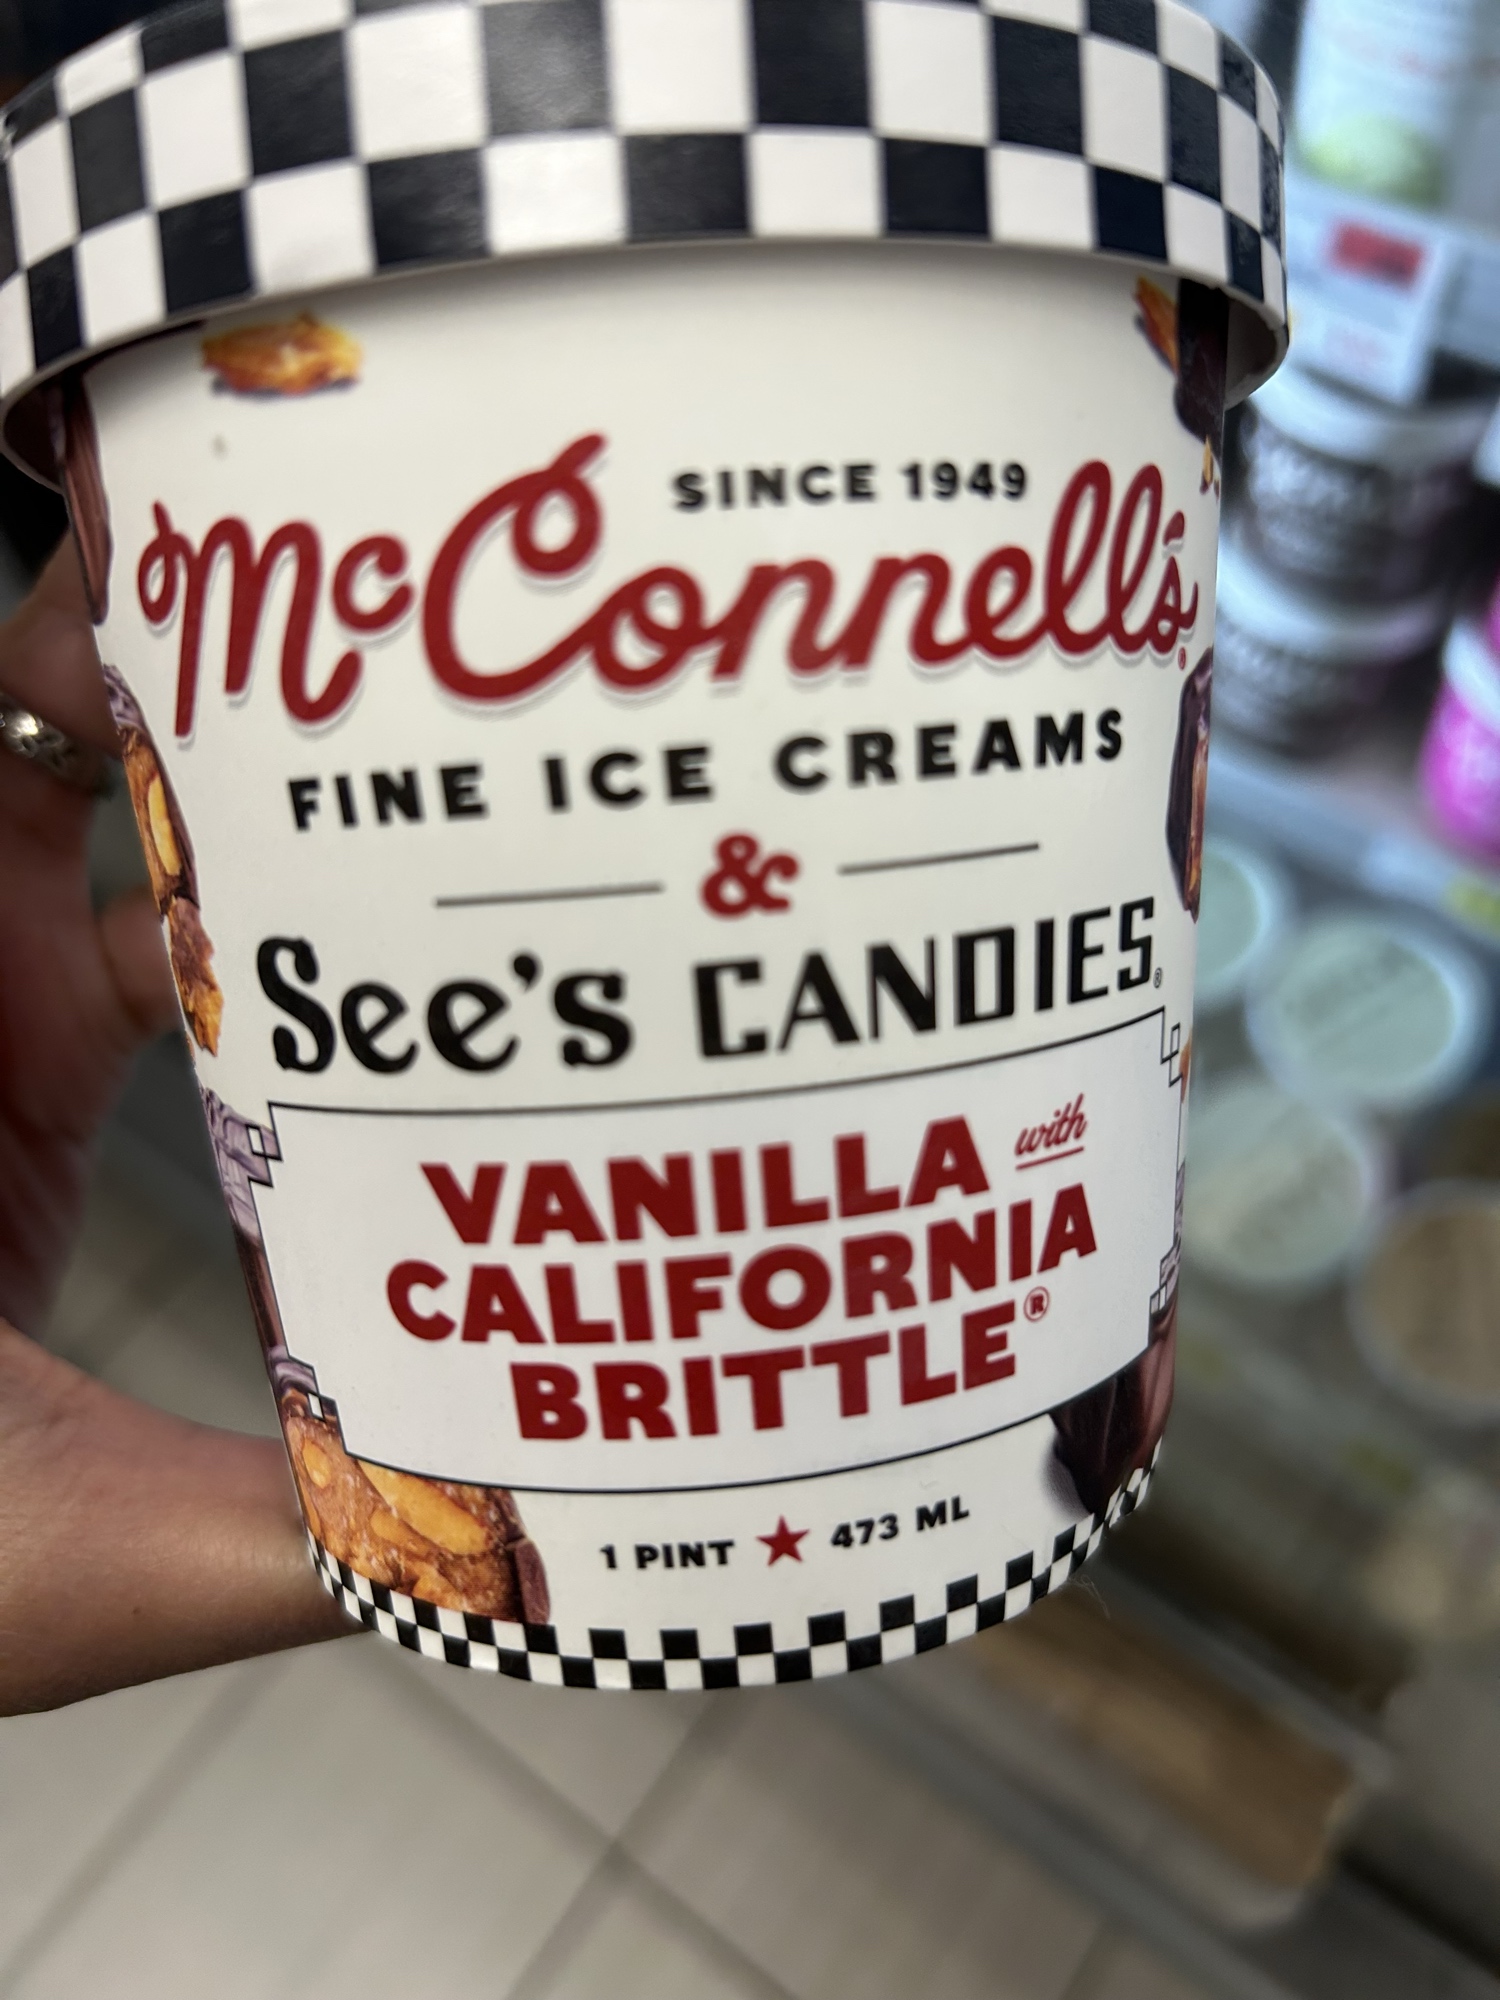 SINCE 1949
McConnell's
FINE ICE CREAMS
&
See's CANDIES®
VANILLA with
CALIFORNIA
BRITTLE®
1 PINT ★ 473 ML